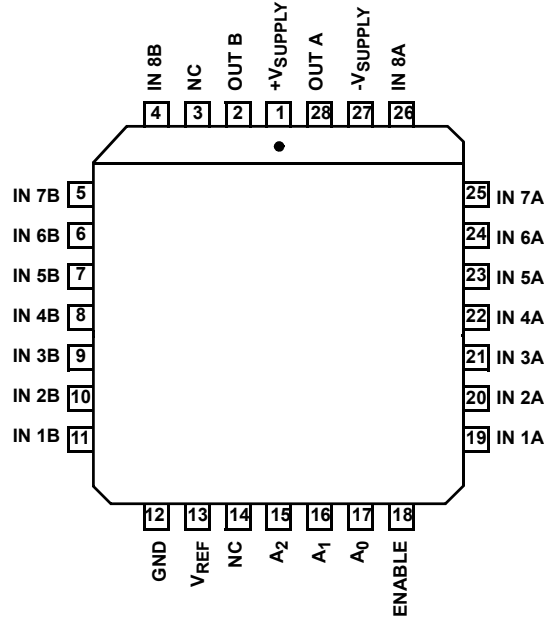 IN 8B
NC
OUT B
+VSUPPLY
OUT A
-VSUPPLY
IN 8A
4
3
2
1
28
27
26
IN 7B 5
IN 6B 6
IN 5B 7
IN 4B 8
IN 3B 9
IN 2B 10
IN 1B 11
25 IN 7A
24 IN 6A
23 IN 5A
22 IN 4A
21 IN 3A
20 IN 2A
19 IN 1A
12
13
14
15
16
17
18
GND
VREF
NC
A2
A1
A0
ENABLE